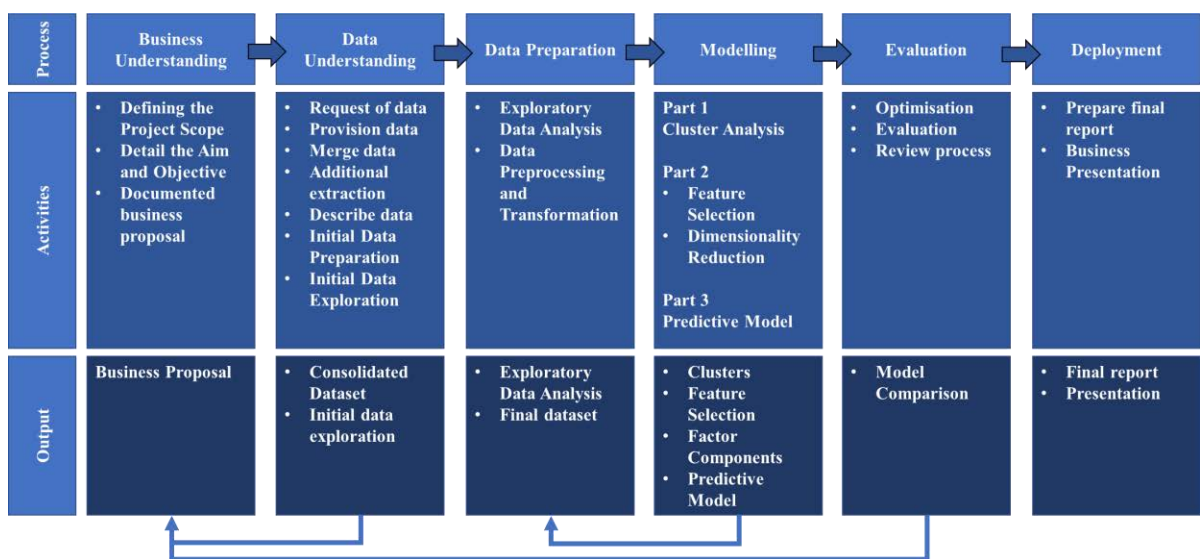 Process
Business
Understanding
Data
Understanding
Data Preparation
Modelling
Evaluation
Deployment
Activities
• Defining the
Project Scope
• Detail the Aim
and Objective
• Documented
business
proposal
• Request of data
• Provision data
• Merge data
• Additional
extraction
• Describe data
• Initial Data
Preparation
• Initial Data
Exploration
• Exploratory
Data Analysis
• Data
Preprocessing
and
Transformation
Part 1
Cluster Analysis
Part 2
• Feature
Selection
• Dimensionality
Reduction
Part 3
Predictive Model
• Optimisation
• Evaluation
• Review process
• Prepare final
report
• Business
Presentation
Output
Business Proposal
• Consolidated
Dataset
• Initial data
exploration
• Exploratory
Data Analysis
• Final dataset
• Clusters
• Feature
Selection
• Factor
Components
• Predictive
Model
• Model
Comparison
• Final report
• Presentation